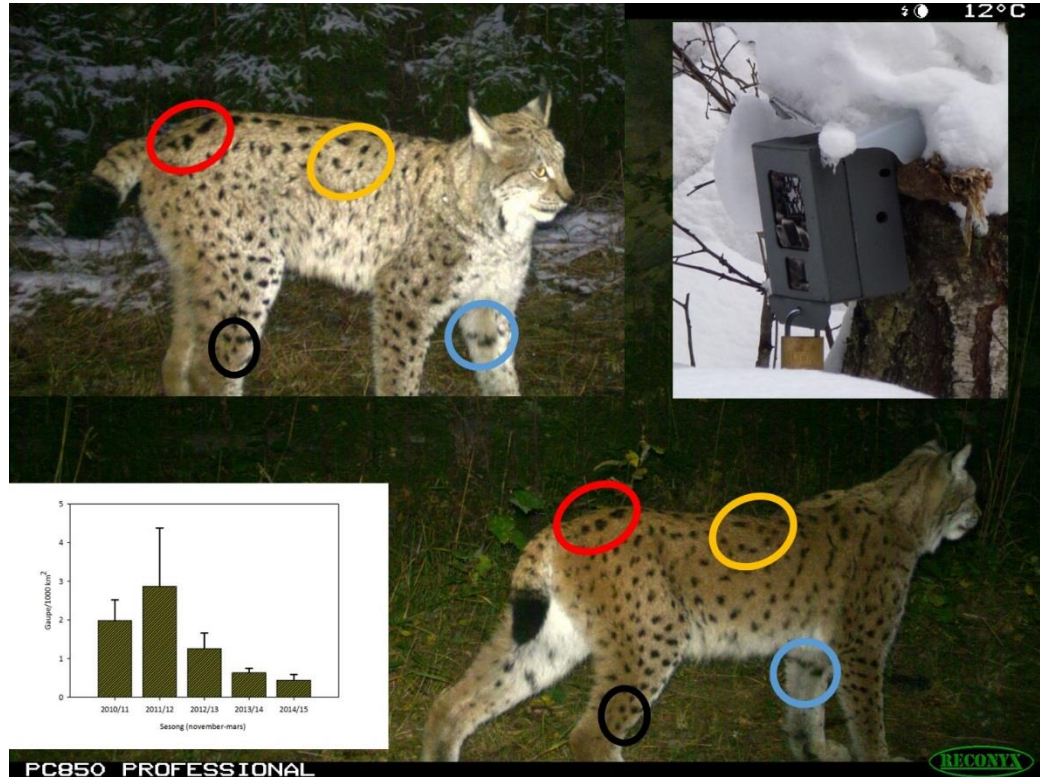 12°C
5
4
3
2
1
0
Gaupe/1000 km²
2010/11 2011/12 2012/13 2013/14 2014/15
Sesong (november-mars)
PC850 PROFESSIONAL
RECONYX